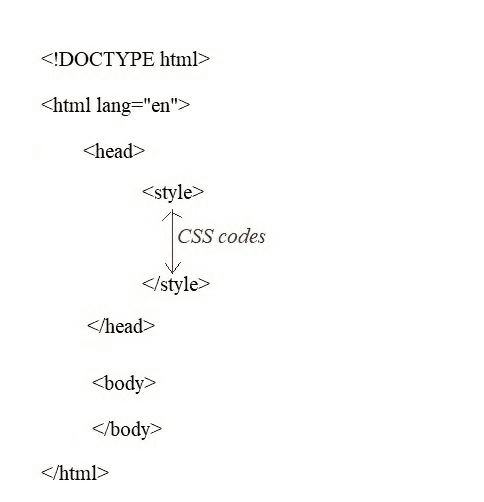 <!DOCTYPE html>
<html lang="en">
<head>
<style>
CSS codes
</style>
</head>
<body>
</body>
</html>